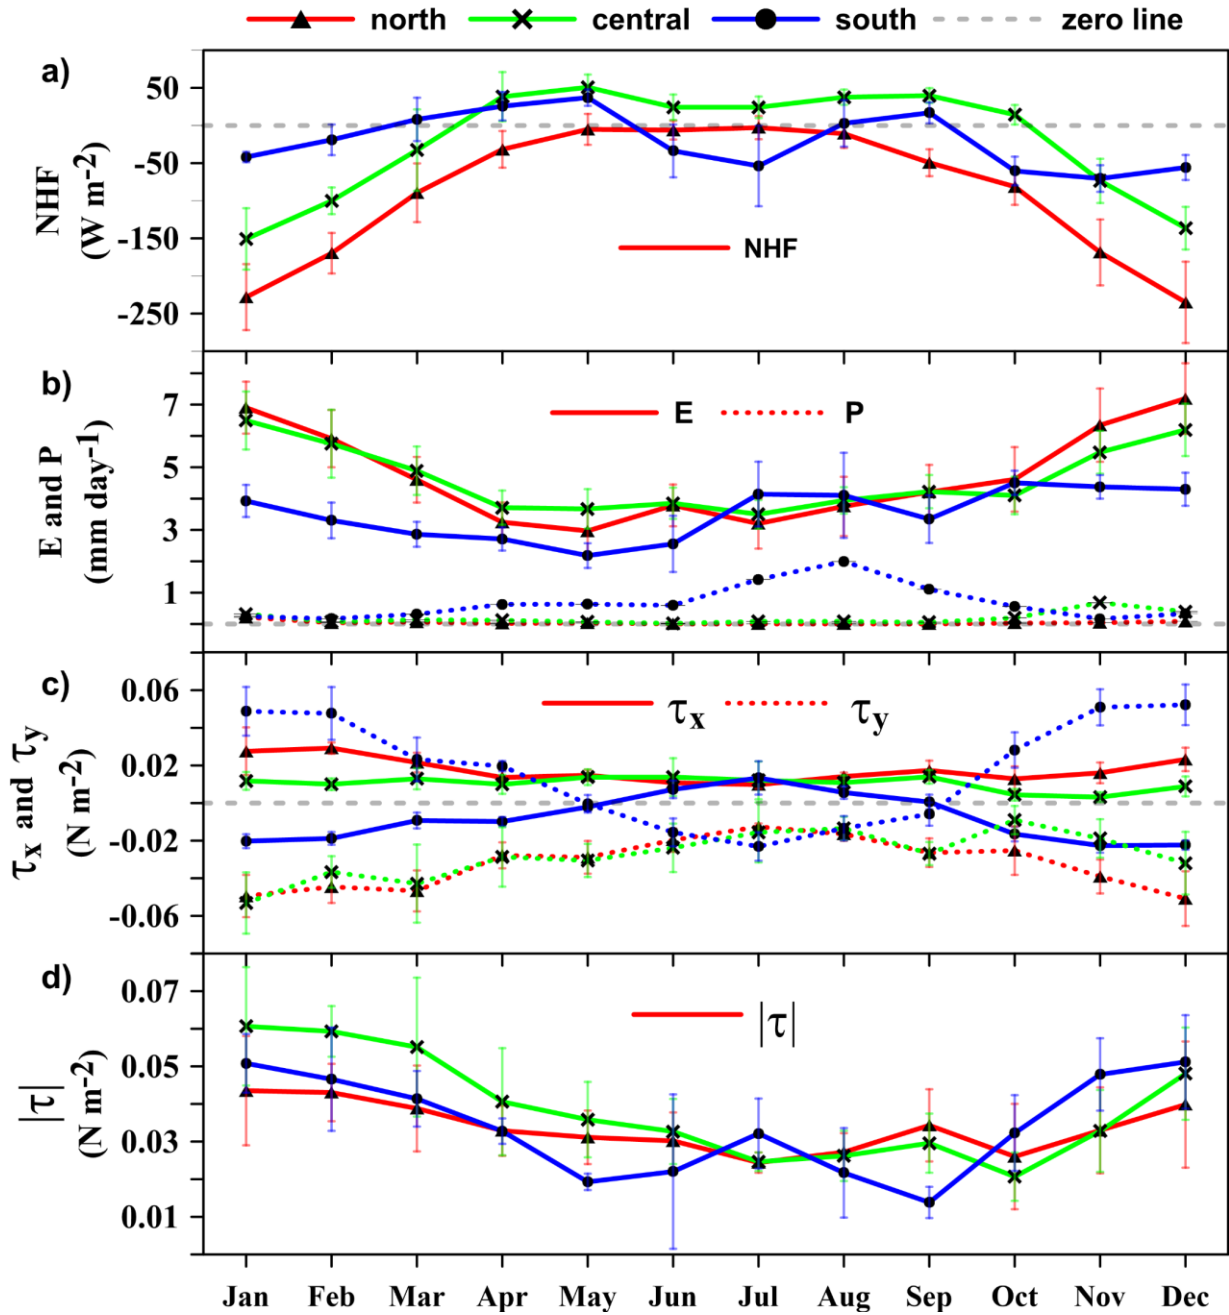 north central south zero line
a)
50
-50
-150
-250
NHF
(W m-2)
NHF
b)
7
5
3
1
E and P
(mm day-1)
E P
c)
0.06
0.02
-0.02
-0.06
τx and τy
(N m-2)
τx τy
d)
0.07
0.05
0.03
0.01
|τ|
(N m-2)
|τ|
Jan Feb Mar Apr May Jun Jul Aug Sep Oct Nov Dec